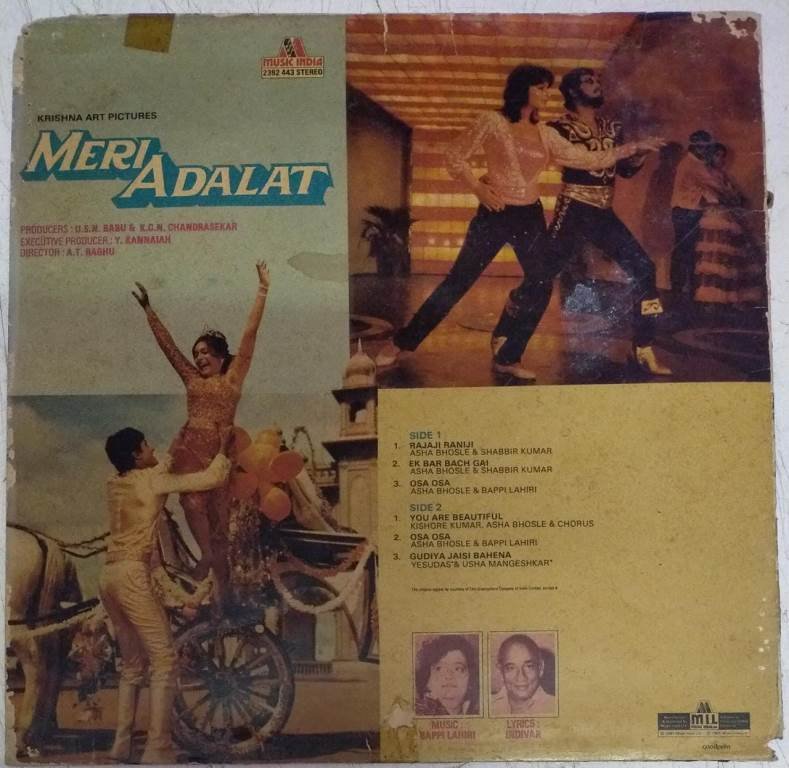 MUSIC INDIA
2392 443 STEREO
KRISHNA ART PICTURES
MERI ADALAT
PRODUCERS : U.S.N. BABU & K.C.N. CHANDRASEKAR
EXECUTIVE PRODUCER : Y. KANNAIAH
DIRECTOR : A.T. RAGHU
SIDE 1
1. RAJAJI RANIJI
ASHA BHOSLE & SHABBIR KUMAR
2. EK BAR BACH GAI
ASHA BHOSLE & SHABBIR KUMAR
3. OSA OSA
ASHA BHOSLE & BAPPI LAHIRI
SIDE 2
1. YOU ARE BEAUTIFUL
KISHORE KUMAR, ASHA BHOSLE & CHORUS
2. OSA OSA
ASHA BHOSLE & BAPPI LAHIRI
3. GUDIYA JAISI BAHENA
YESUDAS* & USHA MANGESHKAR*
MUSIC :
BAPPI LAHIRI
LYRICS :
INDIVAR
MIL